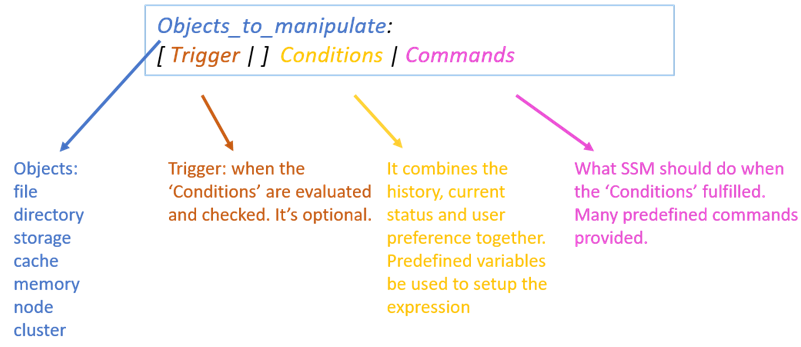 Objects_to_manipulate:
[ Trigger | ] Conditions | Commands
Objects:
file
directory
storage
cache
memory
node
cluster
Trigger: when the
‘Conditions’ are evaluated
and checked. It’s optional.
It combines the
history, current
status and user
preference together.
Predefined variables
be used to setup the
expression
What SSM should do when
the ‘Conditions’ fulfilled.
Many predefined commands
provided.